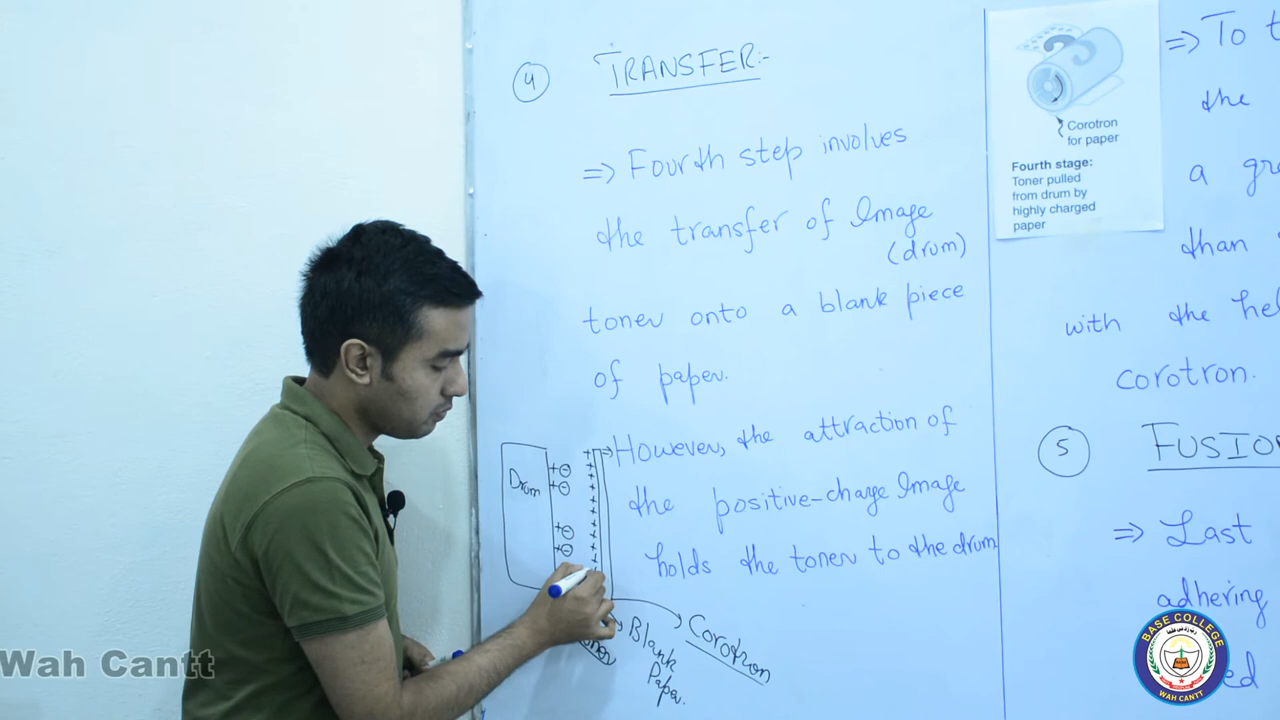 4 TRANSFER:-
=> Fourth step involves
the transfer of Image
(drum)
toner onto a blank piece
of paper.
=> However, the attraction of
the positive-charge Image
holds the toner to the drum
Drum
Corotron
Blank
Paper.
Corotron
for paper
Fourth stage:
Toner pulled
from drum by
highly charged
paper
=> To t
the
a gre
than
with the hel
corotron.
5 FUSIO
=> Last
adhering
ed
BASE COLLEGE
WAH CANTT
Wah Cantt